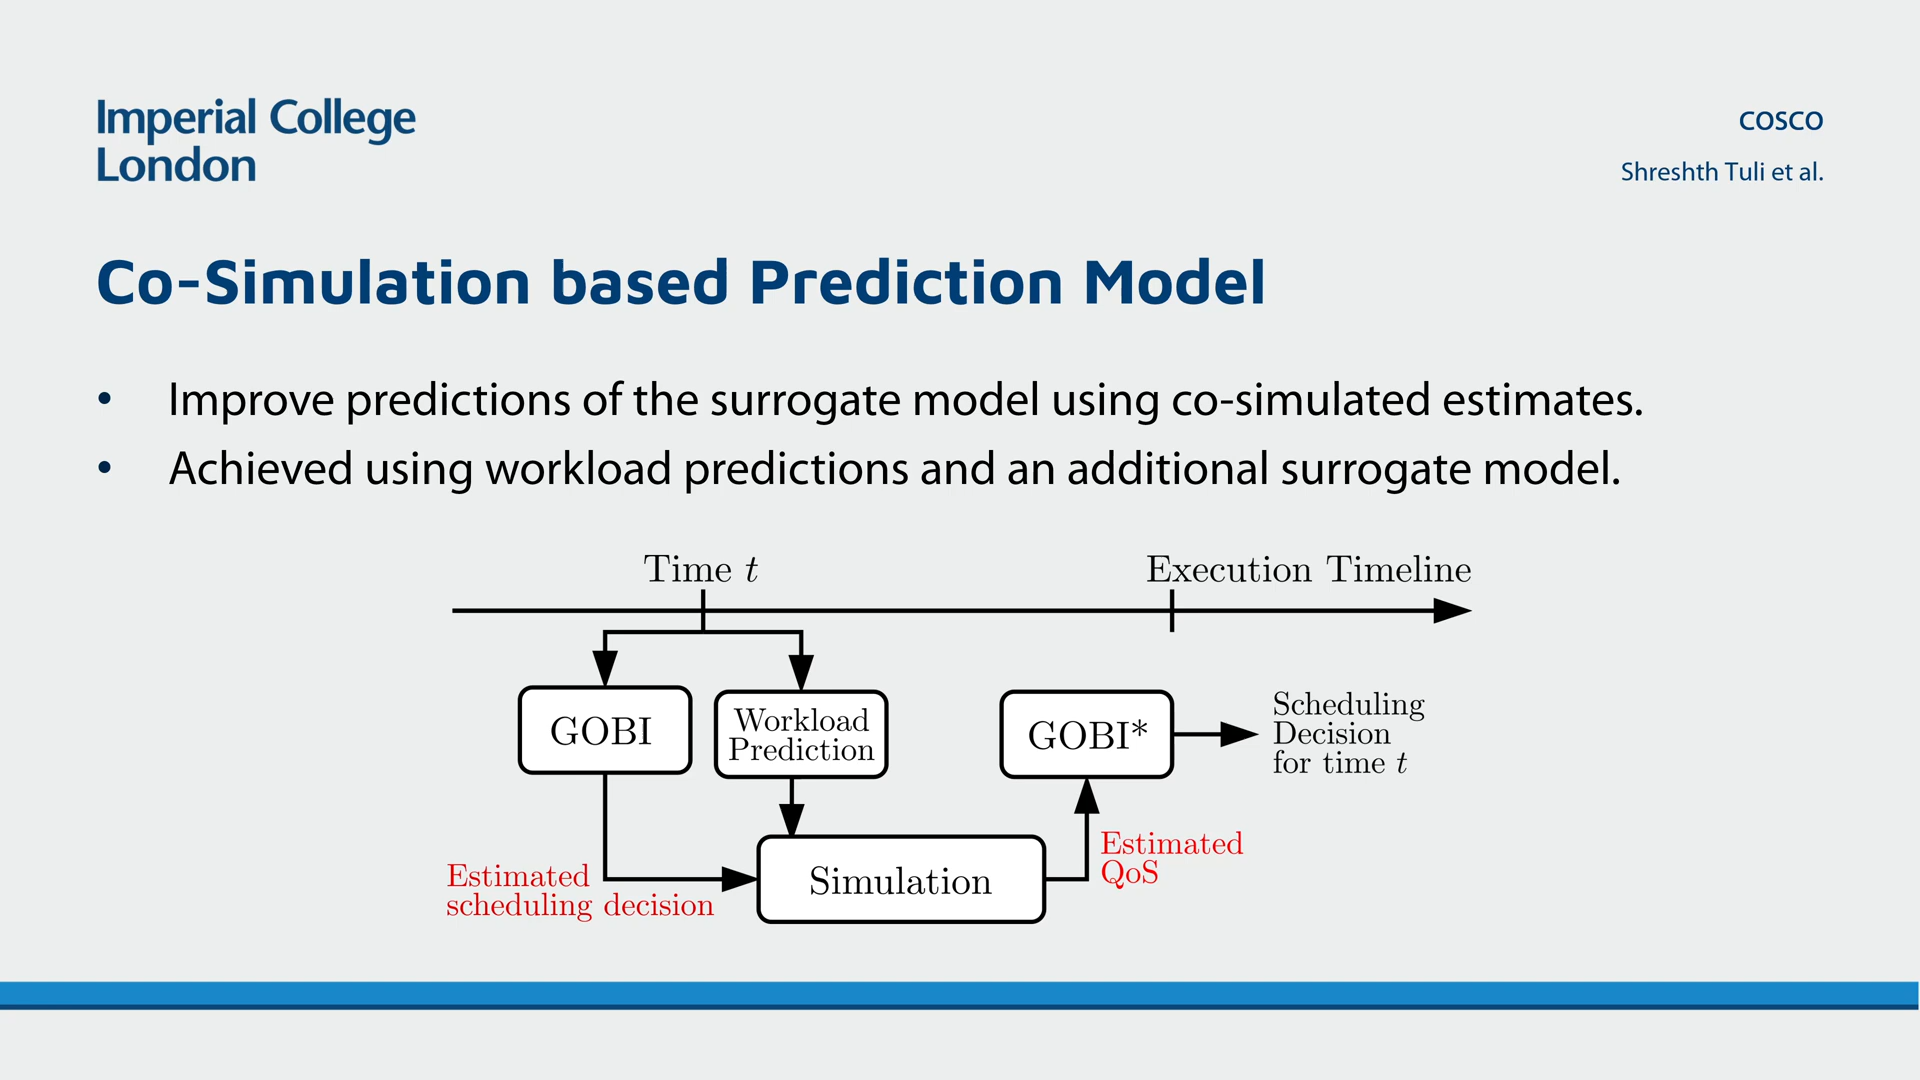 Imperial College
London
COSCO
Shreshth Tuli et al.
Co-Simulation based Prediction Model
• Improve predictions of the surrogate model using co-simulated estimates.
• Achieved using workload predictions and an additional surrogate model.
Time t
Execution Timeline
GOBI
Workload
Prediction
GOBI*
Scheduling
Decision
for time t
Estimated
scheduling decision
Simulation
Estimated
QoS